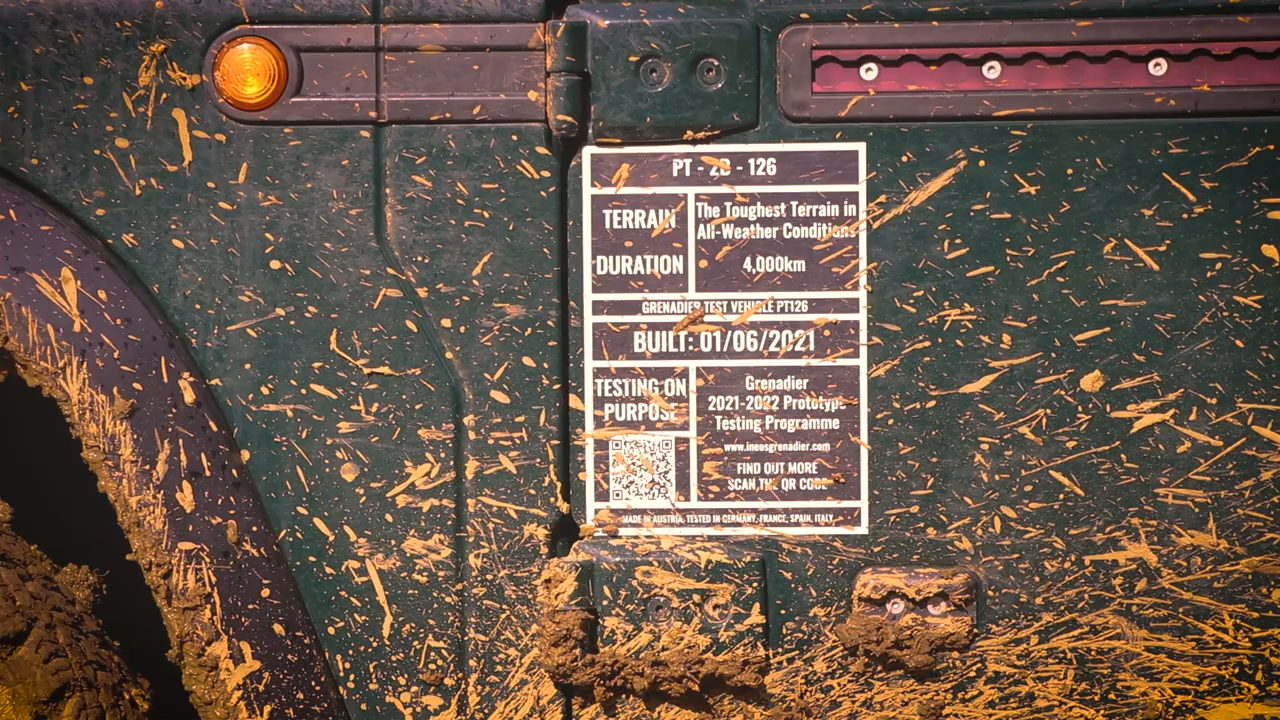 PT - 2B - 126
TERRAIN
The Toughest Terrain in
All-Weather Conditions
DURATION
4,000km
GRENADIER TEST VEHICLE PT126
BUILT: 01/06/2021
TESTING ON
PURPOSE
Grenadier
2021-2022 Prototype
Testing Programme
www.ineosgrenadier.com
FIND OUT MORE
SCAN THE QR CODE
MADE IN AUSTRIA, TESTED IN GERMANY, FRANCE, SPAIN, ITALY